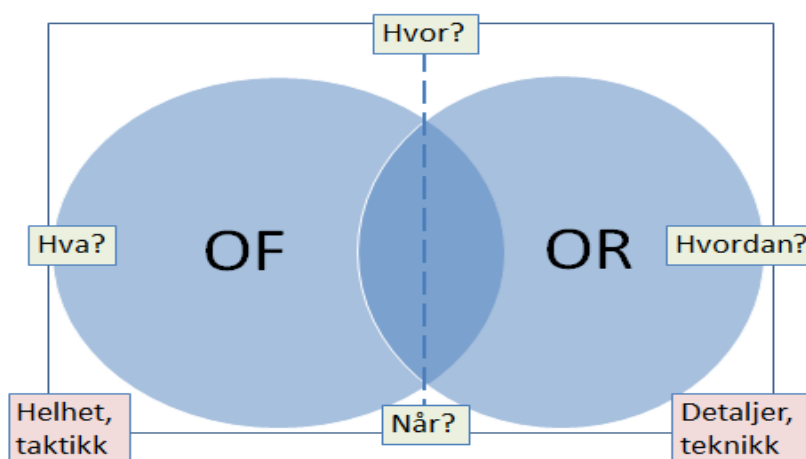 Hvor?
Hva?
OF
OR
Hvordan?
Helhet,
taktikk
Når?
Detaljer,
teknikk